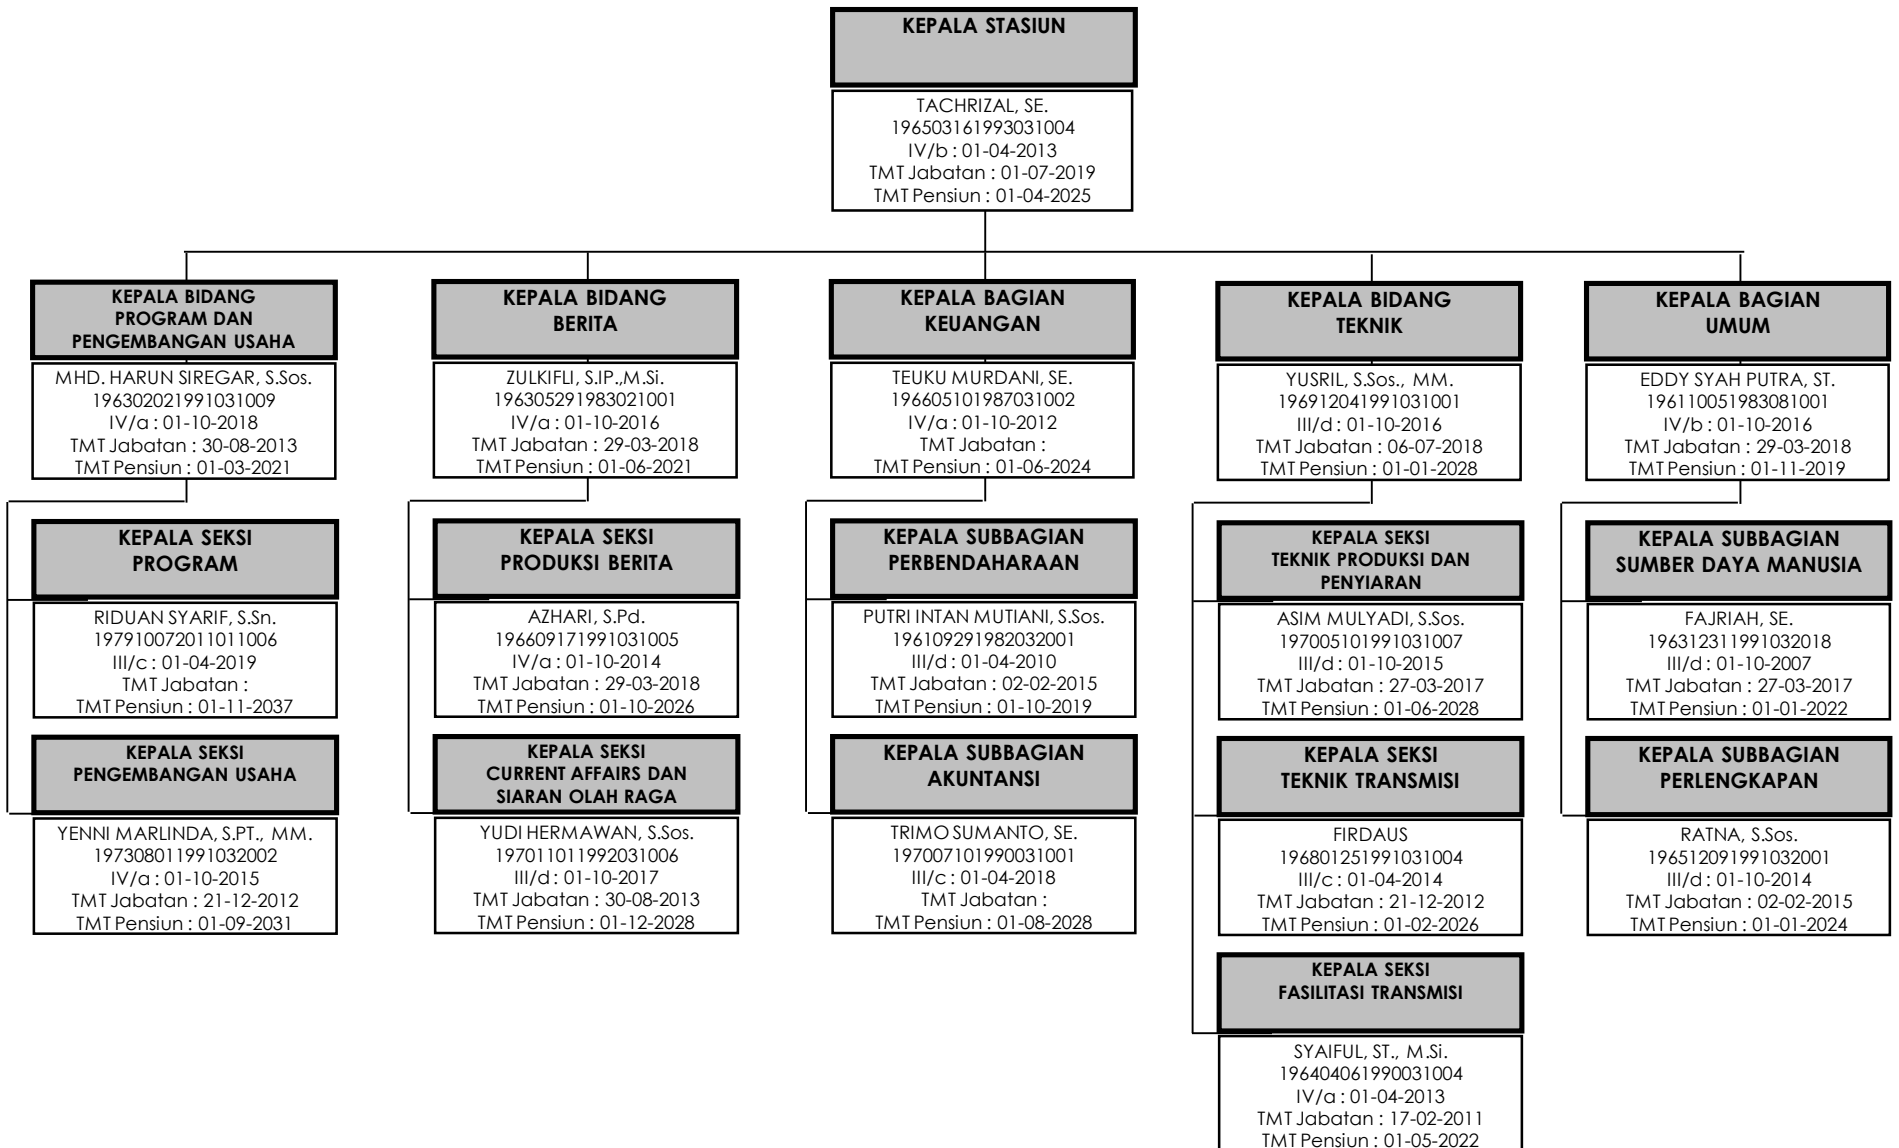 KEPALA STASIUN
TACHRIZAL, SE.
196503161993031004
IV/b : 01-04-2013
TMT Jabatan : 01-07-2019
TMT Pensiun : 01-04-2025
KEPALA BIDANG
PROGRAM DAN
PENGEMBANGAN USAHA
MHD. HARUN SIREGAR, S.Sos.
196302021991031009
IV/a : 01-10-2018
TMT Jabatan : 30-08-2013
TMT Pensiun : 01-03-2021
KEPALA SEKSI
PROGRAM
RIDUAN SYARIF, S.Sn.
197910072011011006
III/c : 01-04-2019
TMT Jabatan :
TMT Pensiun : 01-11-2037
KEPALA SEKSI
PENGEMBANGAN USAHA
YENNI MARLINDA, S.PT., MM.
197308011991032002
IV/a : 01-10-2015
TMT Jabatan : 21-12-2012
TMT Pensiun : 01-09-2031
KEPALA BIDANG
BERITA
ZULKIFLI, S.IP.,M.Si.
196305291983021001
IV/a : 01-10-2016
TMT Jabatan : 29-03-2018
TMT Pensiun : 01-06-2021
KEPALA SEKSI
PRODUKSI BERITA
AZHARI, S.Pd.
196609171991031005
IV/a : 01-10-2014
TMT Jabatan : 29-03-2018
TMT Pensiun : 01-10-2026
KEPALA SEKSI
CURRENT AFFAIRS DAN
SIARAN OLAH RAGA
YUDI HERMAWAN, S.Sos.
197011011992031006
III/d : 01-10-2017
TMT Jabatan : 30-08-2013
TMT Pensiun : 01-12-2028
KEPALA BAGIAN
KEUANGAN
TEUKU MURDANI, SE.
196605101987031002
IV/a : 01-10-2012
TMT Jabatan :
TMT Pensiun : 01-06-2024
KEPALA SUBBAGIAN
PERBENDAHARAAN
PUTRI INTAN MUTIANI, S.Sos.
196109291982032001
III/d : 01-04-2010
TMT Jabatan : 02-02-2015
TMT Pensiun : 01-10-2019
KEPALA SUBBAGIAN
AKUNTANSI
TRIMO SUMANTO, SE.
197007101990031001
III/c : 01-04-2018
TMT Jabatan :
TMT Pensiun : 01-08-2028
KEPALA BIDANG
TEKNIK
YUSRIL, S.Sos., MM.
196912041991031001
III/d : 01-10-2016
TMT Jabatan : 06-07-2018
TMT Pensiun : 01-01-2028
KEPALA SEKSI
TEKNIK PRODUKSI DAN
PENYIARAN
ASIM MULYADI, S.Sos.
197005101991031007
III/d : 01-10-2015
TMT Jabatan : 27-03-2017
TMT Pensiun : 01-06-2028
KEPALA SEKSI
TEKNIK TRANSMISI
FIRDAUS
196801251991031004
III/c : 01-04-2014
TMT Jabatan : 21-12-2012
TMT Pensiun : 01-02-2026
KEPALA SEKSI
FASILITASI TRANSMISI
SYAIFUL, ST., M.Si.
196404061990031004
IV/a : 01-04-2013
TMT Jabatan : 17-02-2011
TMT Pensiun : 01-05-2022
KEPALA BAGIAN
UMUM
EDDY SYAH PUTRA, ST.
196110051983081001
IV/b : 01-10-2016
TMT Jabatan : 29-03-2018
TMT Pensiun : 01-11-2019
KEPALA SUBBAGIAN
SUMBER DAYA MANUSIA
FAJRIAH, SE.
196312311991032018
III/d : 01-10-2007
TMT Jabatan : 27-03-2017
TMT Pensiun : 01-01-2022
KEPALA SUBBAGIAN
PERLENGKAPAN
RATNA, S.Sos.
196512091991032001
III/d : 01-10-2014
TMT Jabatan : 02-02-2015
TMT Pensiun : 01-01-2024